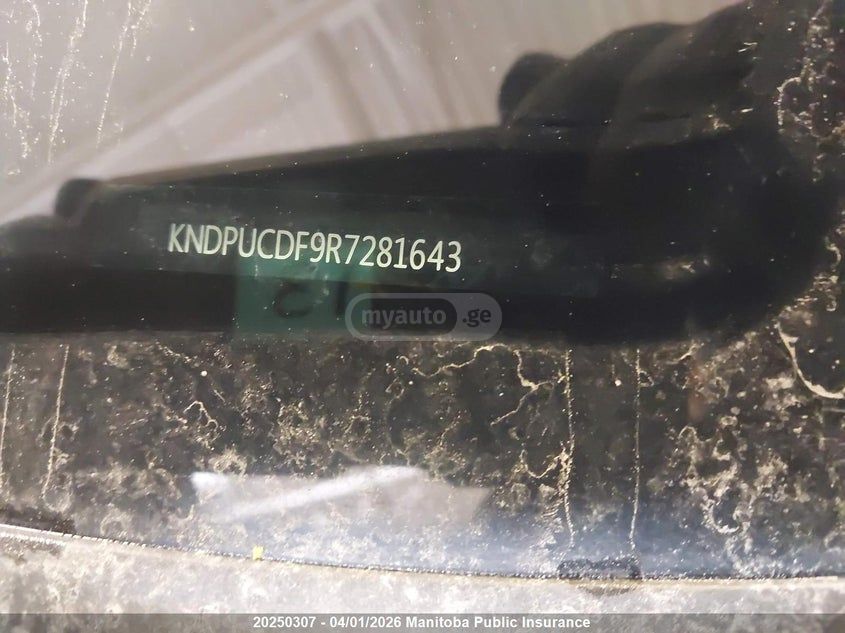 KNDPUCDF9R7281643
myauto.ge
20250307 - 04/01/2026 Manitoba Public Insurance